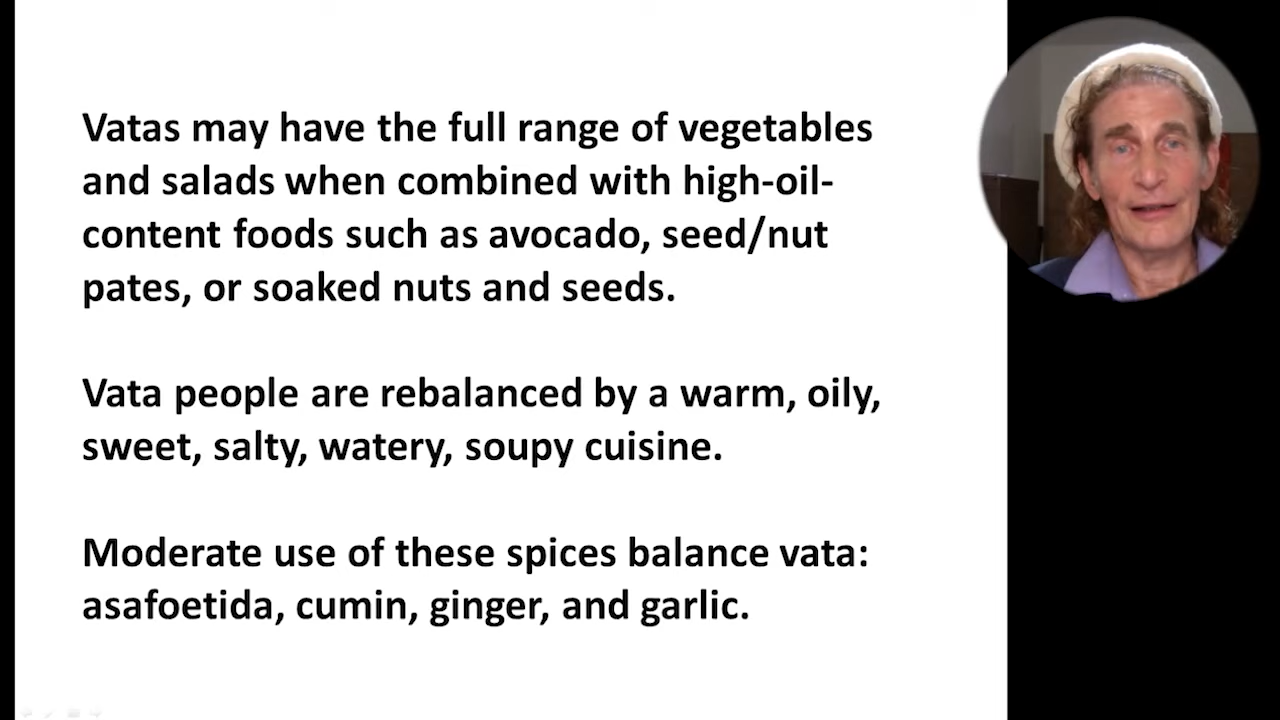 Vatas may have the full range of vegetables
and salads when combined with high-oil-
content foods such as avocado, seed/nut
pates, or soaked nuts and seeds.
Vata people are rebalanced by a warm, oily,
sweet, salty, watery, soupy cuisine.
Moderate use of these spices balance vata:
asafoetida, cumin, ginger, and garlic.